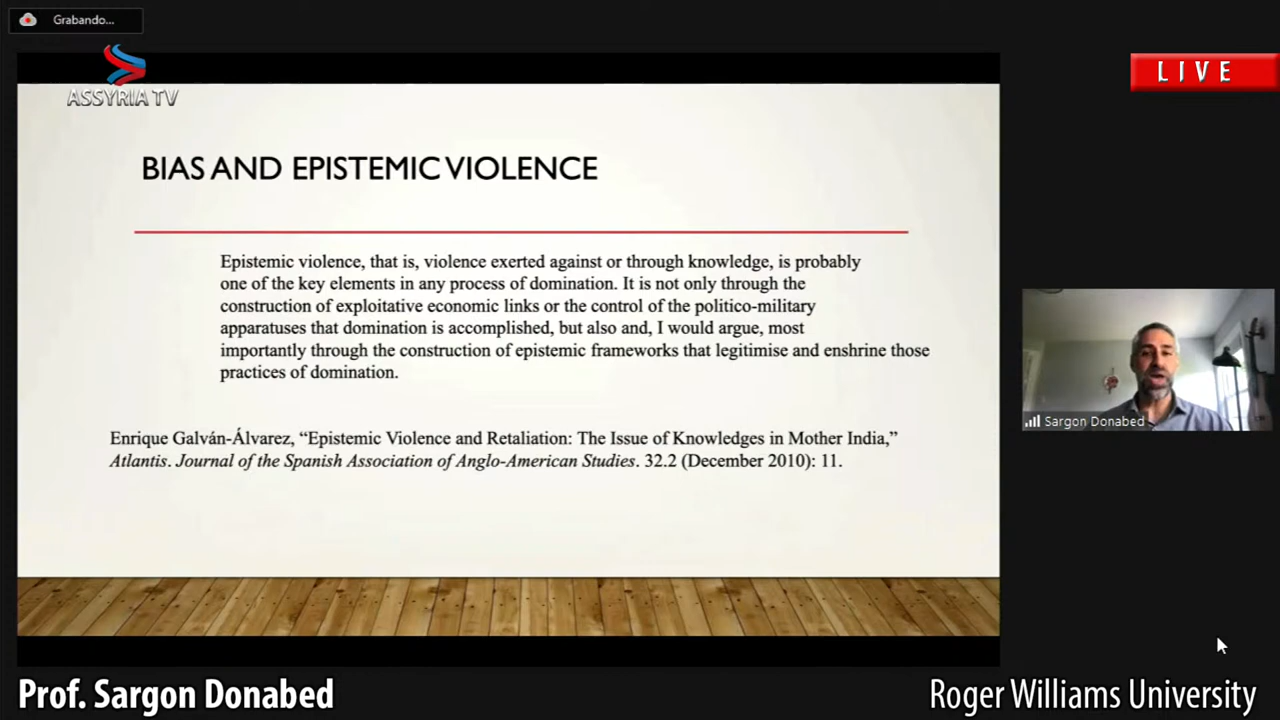 Grabando...
ASSYRIA TV
LIVE
BIAS AND EPISTEMIC VIOLENCE
Epistemic violence, that is, violence exerted against or through knowledge, is probably
one of the key elements in any process of domination. It is not only through the
construction of exploitative economic links or the control of the politico-military
apparatuses that domination is accomplished, but also and, I would argue, most
importantly through the construction of epistemic frameworks that legitimise and enshrine those
practices of domination.
Enrique Galván-Álvarez, “Epistemic Violence and Retaliation: The Issue of Knowledges in Mother India,”
Atlantis. Journal of the Spanish Association of Anglo-American Studies. 32.2 (December 2010): 11.
Sargon Donabed
Prof. Sargon Donabed
Roger Williams University